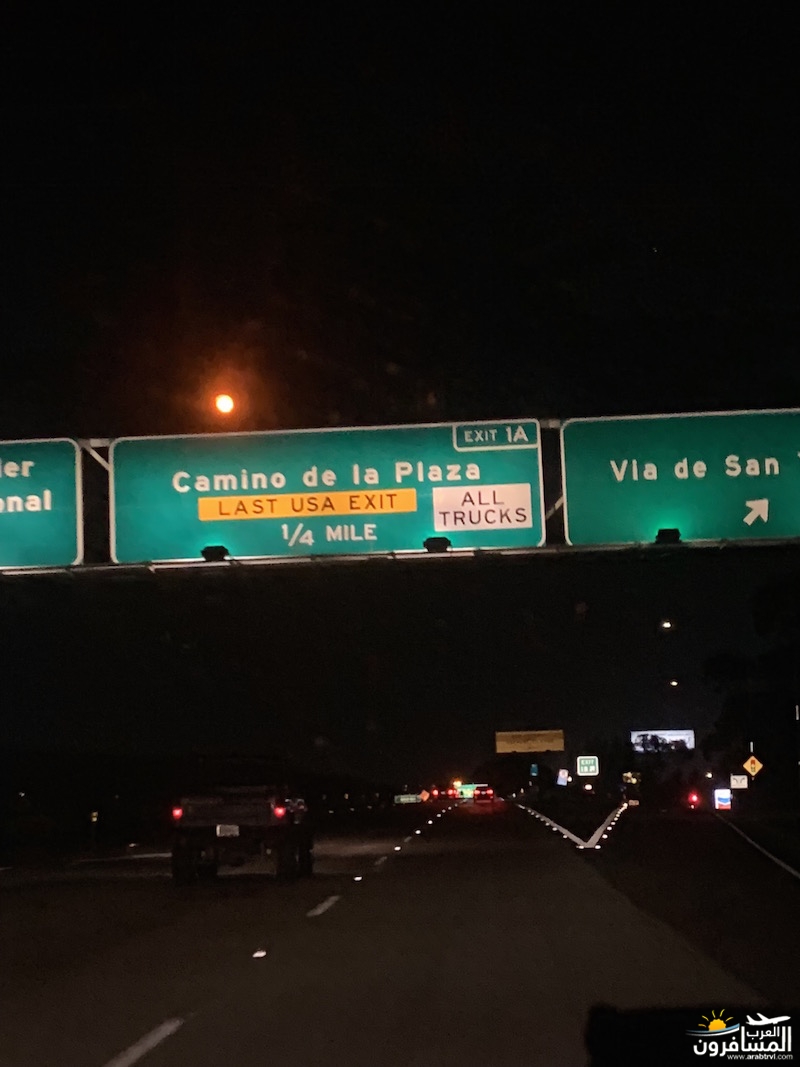 ler
onal
EXIT 1A
Camino de la Plaza
LAST USA EXIT
ALL
TRUCKS
1/4 MILE
Via de San
EXIT
العرب
المسافرون
www.arabtrvl.com